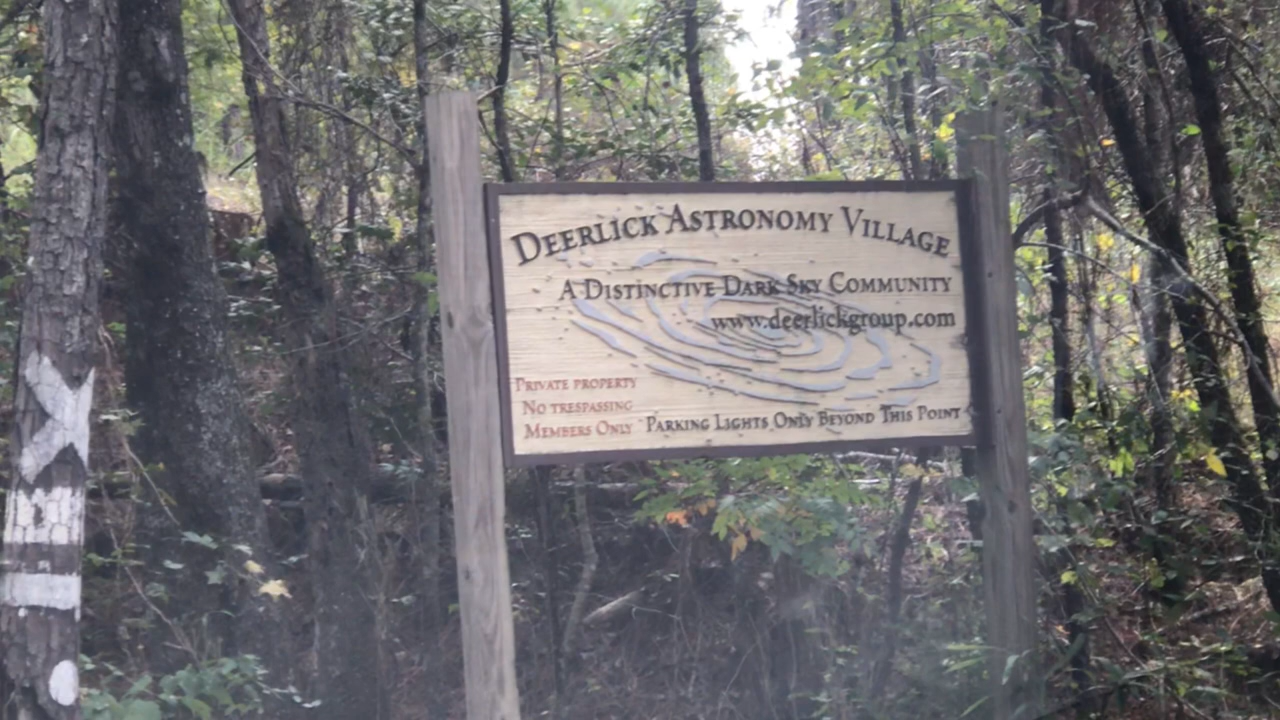 Deerlick Astronomy Village
A Distinctive Dark Sky Community
www.deerlickgroup.com
Private property
No trespassing
Members Only
Parking Lights Only Beyond This Point